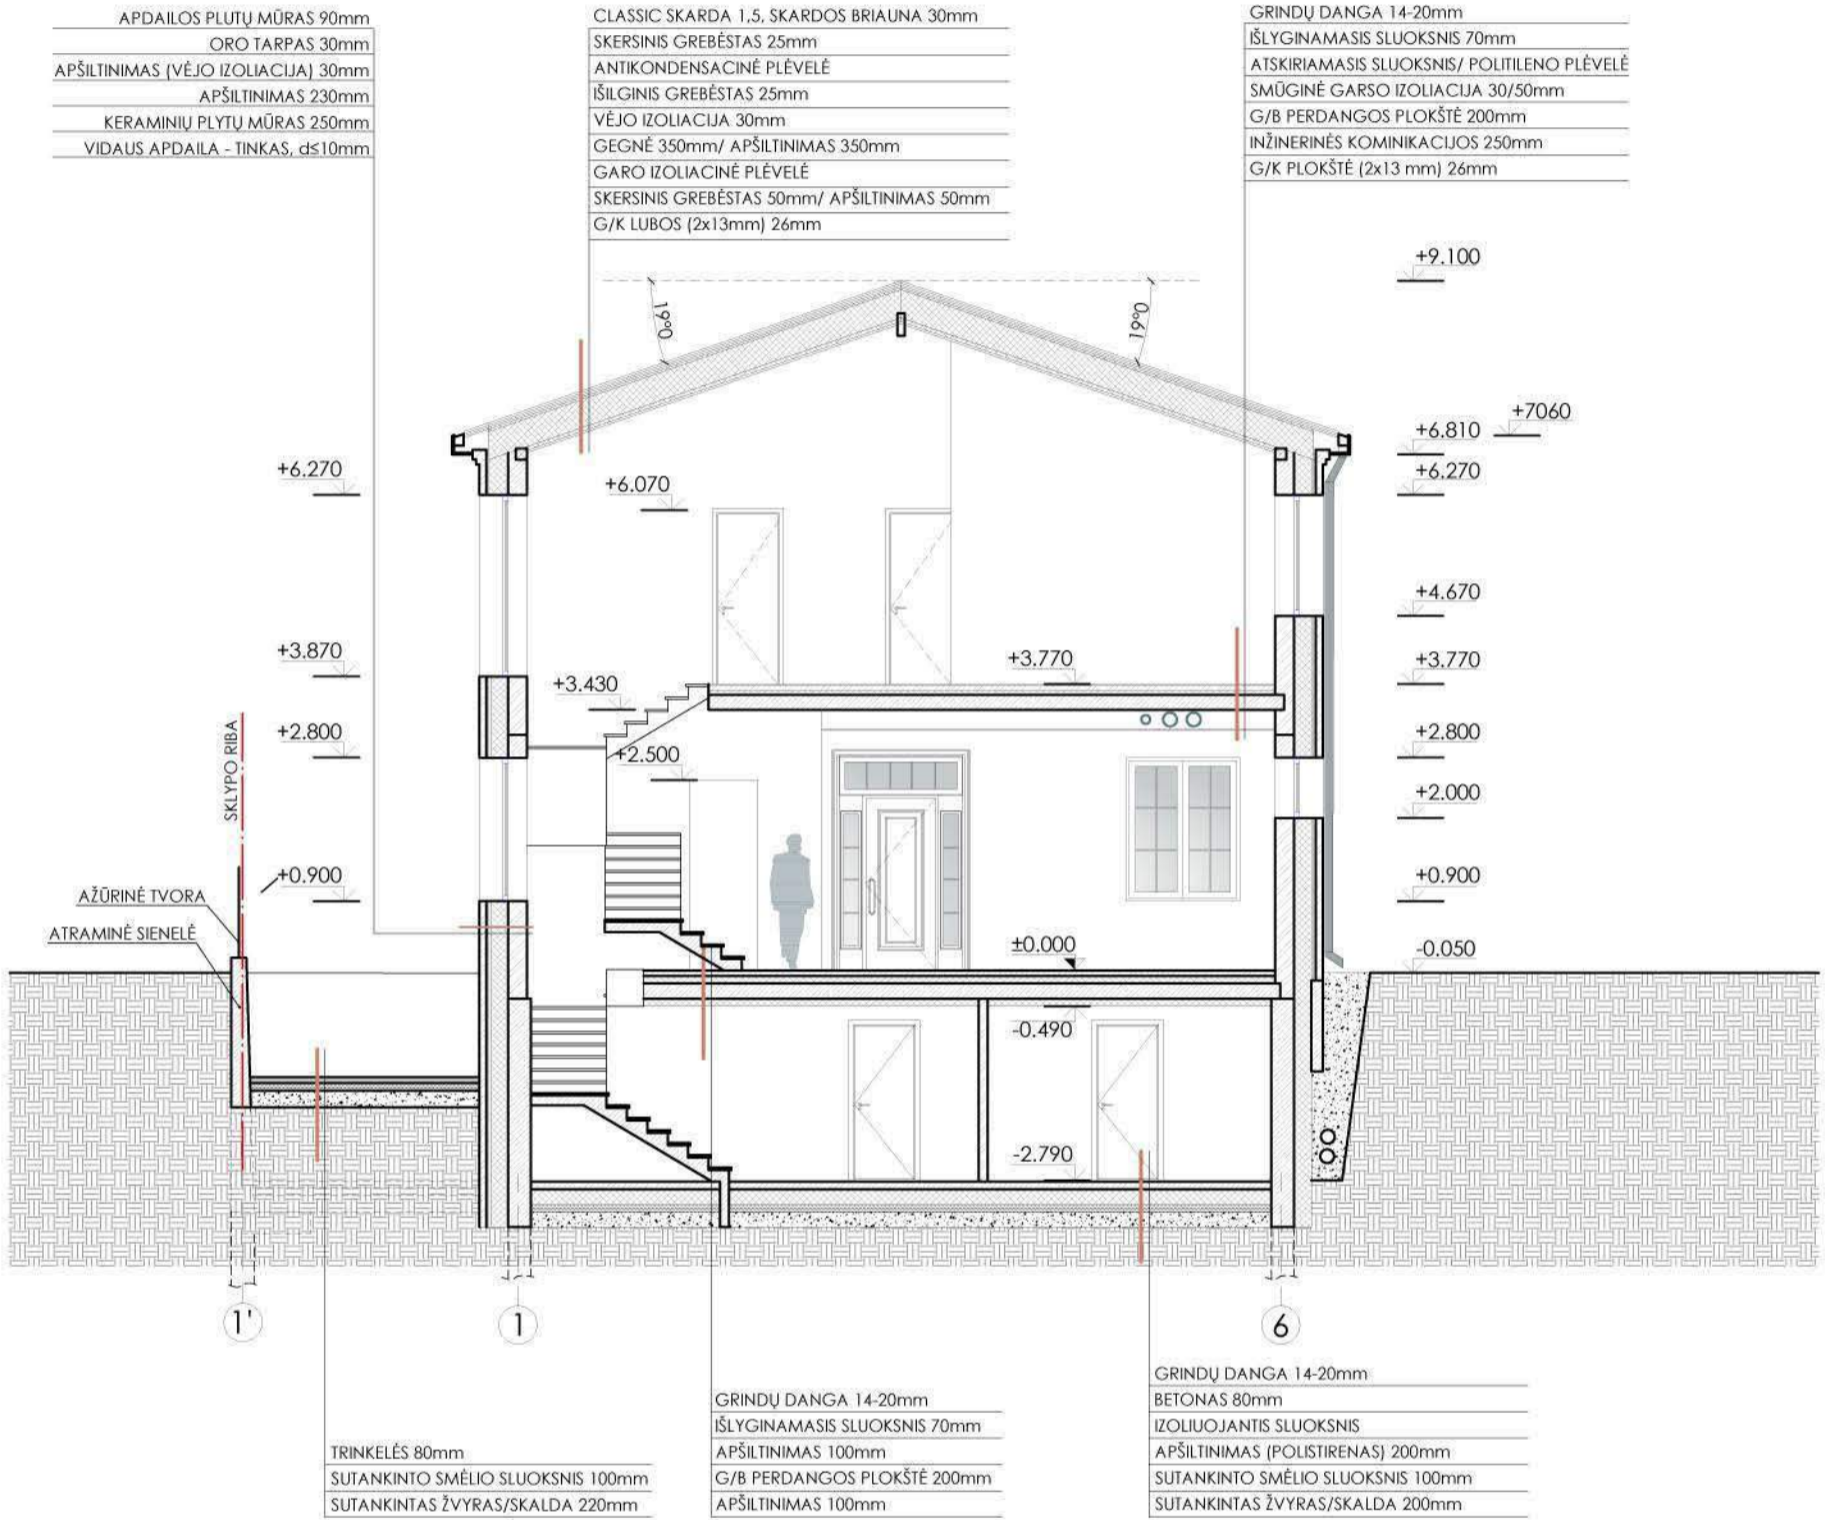 APDAILOS PLUTŲ MŪRAS 90mm
ORO TARPAS 30mm
APŠILTINIMAS (VĖJO IZOLIACIJA) 30mm
APŠILTINIMAS 230mm
KERAMINIŲ PLYTŲ MŪRAS 250mm
VIDAUS APDAILA - TINKAS, d≤10mm
CLASSIC SKARDA 1,5, SKARDOS BRIAUNA 30mm
SKERSINIS GREBĖSTAS 25mm
ANTIKONDENSACINĖ PLĖVELĖ
IŠILGINIS GREBĖSTAS 25mm
VĖJO IZOLIACIJA 30mm
GEGNĖ 350mm/ APŠILTINIMAS 350mm
GARO IZOLIACINĖ PLĖVELĖ
SKERSINIS GREBĖSTAS 50mm/ APŠILTINIMAS 50mm
G/K LUBOS (2x13mm) 26mm
GRINDŲ DANGA 14-20mm
IŠLYGINAMASIS SLUOKSNIS 70mm
ATSKIRIAMASIS SLUOKSNIS/ POLITILENO PLĖVELĖ
SMŪGINĖ GARSO IZOLIACIJA 30/50mm
G/B PERDANGOS PLOKŠTĖ 200mm
INŽINERINĖS KOMINIKACIJOS 250mm
G/K PLOKŠTĖ (2x13 mm) 26mm
+9.100
19°0
19°0
+7060
+6.810
+6.270
+6.270
+6.070
+4.670
+3.870
+3.770
+3.770
+3.430
+2.800
+2.800
+2.500
+2.000
SKLYPO RIBA
+0.900
+0.900
AŽŪRINĖ TVORA
ATRAMINĖ SIENELĖ
±0.000
-0.050
-0.490
-2.790
1'
1
6
TRINKELĖS 80mm
SUTANKINTO SMĖLIO SLUOKSNIS 100mm
SUTANKINTAS ŽVYRAS/SKALDA 220mm
GRINDŲ DANGA 14-20mm
IŠLYGINAMASIS SLUOKSNIS 70mm
APŠILTINIMAS 100mm
G/B PERDANGOS PLOKŠTĖ 200mm
APŠILTINIMAS 100mm
GRINDŲ DANGA 14-20mm
BETONAS 80mm
IZOLIUOJANTIS SLUOKSNIS
APŠILTINIMAS (POLISTIRENAS) 200mm
SUTANKINTO SMĖLIO SLUOKSNIS 100mm
SUTANKINTAS ŽVYRAS/SKALDA 200mm